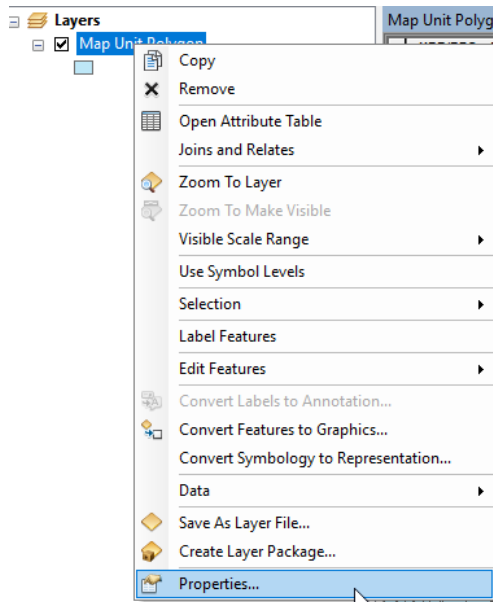 Layers
Map Unit Polygon
Map Unit Polyg
Copy
Remove
Open Attribute Table
Joins and Relates
Zoom To Layer
Zoom To Make Visible
Visible Scale Range
Use Symbol Levels
Selection
Label Features
Edit Features
Convert Labels to Annotation...
Convert Features to Graphics...
Convert Symbology to Representation...
Data
Save As Layer File...
Create Layer Package...
Properties...